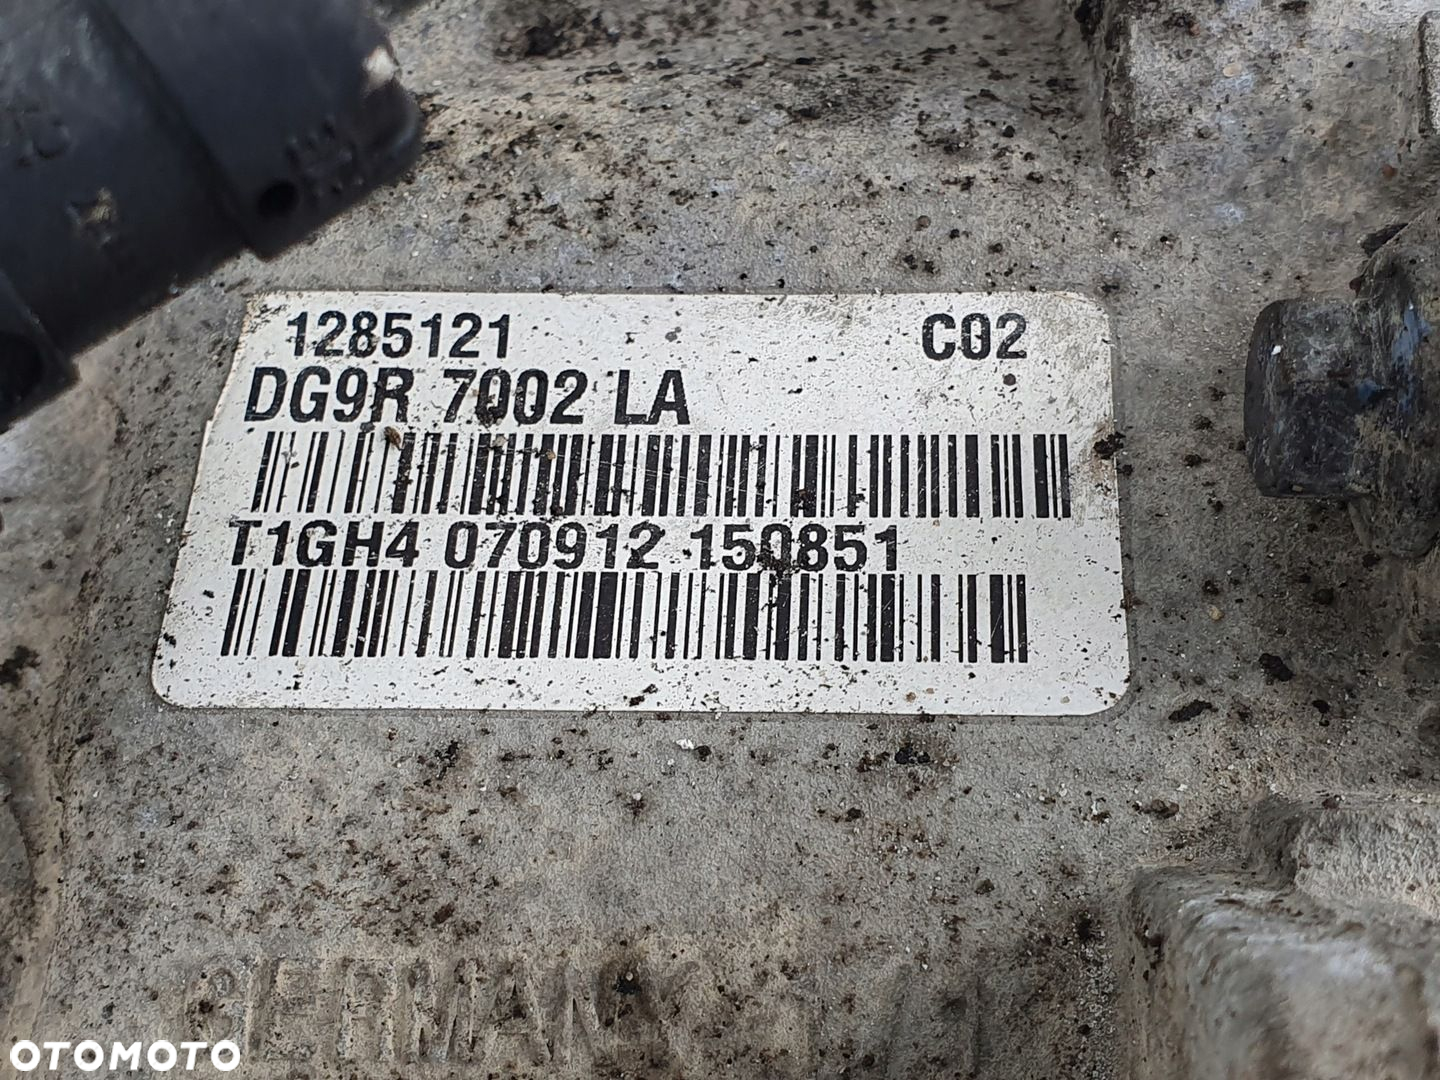 1285121 C02
DG9R 7002 LA
T1GH4 070912 150851
GERMANY
OTOMOTO